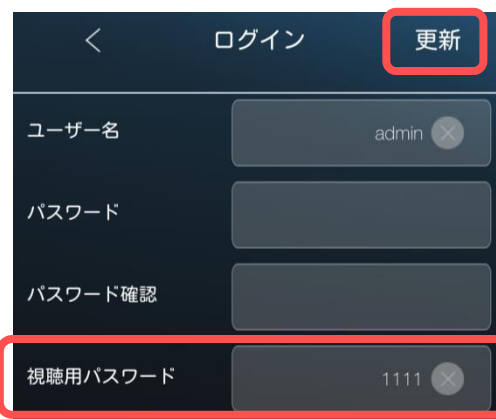 ログイン 更新
ユーザー名 admin
パスワード
パスワード確認
視聴用パスワード 1111